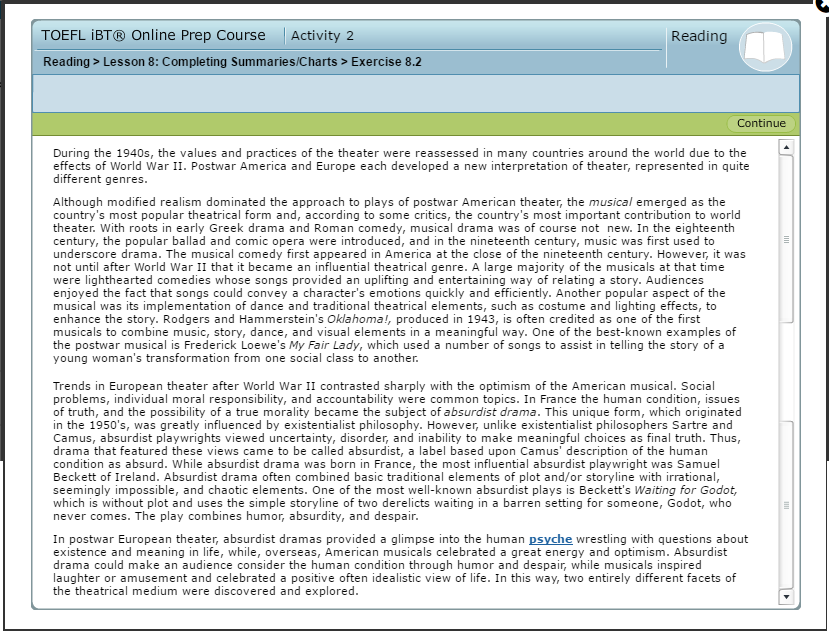 TOEFL iBT® Online Prep Course
Activity 2
Reading
Reading > Lesson 8: Completing Summaries/Charts > Exercise 8.2
Continue
During the 1940s, the values and practices of the theater were reassessed in many countries around the world due to the
effects of World War II. Postwar America and Europe each developed a new interpretation of theater, represented in quite
different genres.
Although modified realism dominated the approach to plays of postwar American theater, the musical emerged as the
country's most popular theatrical form and, according to some critics, the country's most important contribution to world
theater. With roots in early Greek drama and Roman comedy, musical drama was of course not new. In the eighteenth
century, the popular ballad and comic opera were introduced, and in the nineteenth century, music was first used to
underscore drama. The musical comedy first appeared in America at the close of the nineteenth century. However, it was
not until after World War II that it became an influential theatrical genre. A large majority of the musicals at that time
were lighthearted comedies whose songs provided an uplifting and entertaining way of relating a story. Audiences
enjoyed the fact that songs could convey a character's emotions quickly and efficiently. Another popular aspect of the
musical was its implementation of dance and traditional theatrical elements, such as costume and lighting effects, to
enhance the story. Rodgers and Hammerstein's Oklahoma!, produced in 1943, is often credited as one of the first
musicals to combine music, story, dance, and visual elements in a meaningful way. One of the best-known examples of
the postwar musical is Frederick Loewe's My Fair Lady, which used a number of songs to assist in telling the story of a
young woman's transformation from one social class to another.
Trends in European theater after World War II contrasted sharply with the optimism of the American musical. Social
problems, individual moral responsibility, and accountability were common topics. In France the human condition, issues
of truth, and the possibility of a true morality became the subject of absurdist drama. This unique form, which originated
in the 1950's, was greatly influenced by existentialist philosophy. However, unlike existentialist philosophers Sartre and
Camus, absurdist playwrights viewed uncertainty, disorder, and inability to make meaningful choices as final truth. Thus,
drama that featured these views came to be called absurdist, a label based upon Camus' description of the human
condition as absurd. While absurdist drama was born in France, the most influential absurdist playwright was Samuel
Beckett of Ireland. Absurdist drama often combined basic traditional elements of plot and/or storyline with irrational,
seemingly impossible, and chaotic elements. One of the most well-known absurdist plays is Beckett's Waiting for Godot,
which is without plot and uses the simple storyline of two derelicts waiting in a barren setting for someone, Godot, who
never comes. The play combines humor, absurdity, and despair.
In postwar European theater, absurdist dramas provided a glimpse into the human psyche wrestling with questions about
existence and meaning in life, while, overseas, American musicals celebrated a great energy and optimism. Absurdist
drama could make an audience consider the human condition through humor and despair, while musicals inspired
laughter or amusement and celebrated a positive often idealistic view of life. In this way, two entirely different facets of
the theatrical medium were discovered and explored.